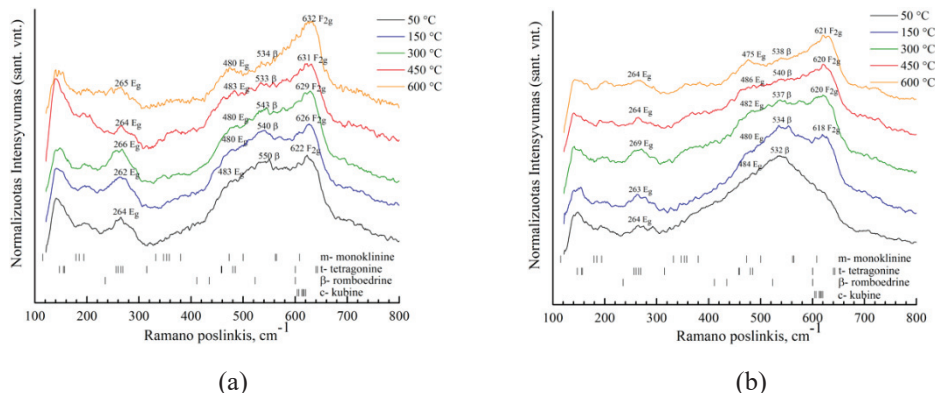 (a)
Normalizuotas Intensyvumas (sant. vnt.)
50 °C
150 °C
300 °C
450 °C
600 °C
632 F2g
534 β
480 Eg
265 Eg
631 F2g
533 β
483 Eg
264 Eg
629 F2g
543 β
480 Eg
266 Eg
626 F2g
540 β
480 Eg
262 Eg
622 F2g
550 β
483 Eg
264 Eg
m- monoklinine
t- tetragonine
β- romboedrine
c- kubine
100 200 300 400 500 600 700 800
Ramano poslinkis, cm-1
(a)
(b)
Normalizuotas Intensyvumas (sant. vnt.)
50 °C
150 °C
300 °C
450 °C
600 °C
621 F2g
538 β
475 Eg
264 Eg
620 F2g
540 β
486 Eg
264 Eg
620 F2g
537 β
482 Eg
269 Eg
618 F2g
534 β
480 Eg
263 Eg
532 β
484 Eg
264 Eg
m- monoklinine
t- tetragonine
β- romboedrine
c- kubine
100 200 300 400 500 600 700 800
Ramano poslinkis, cm-1
(b)